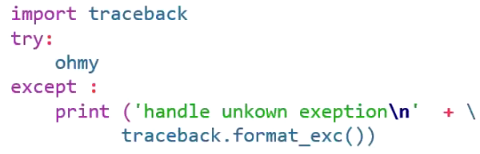 import traceback
try:
    ohmy
except :
    print ('handle unkown exeption\n'  + \
          traceback.format_exc())